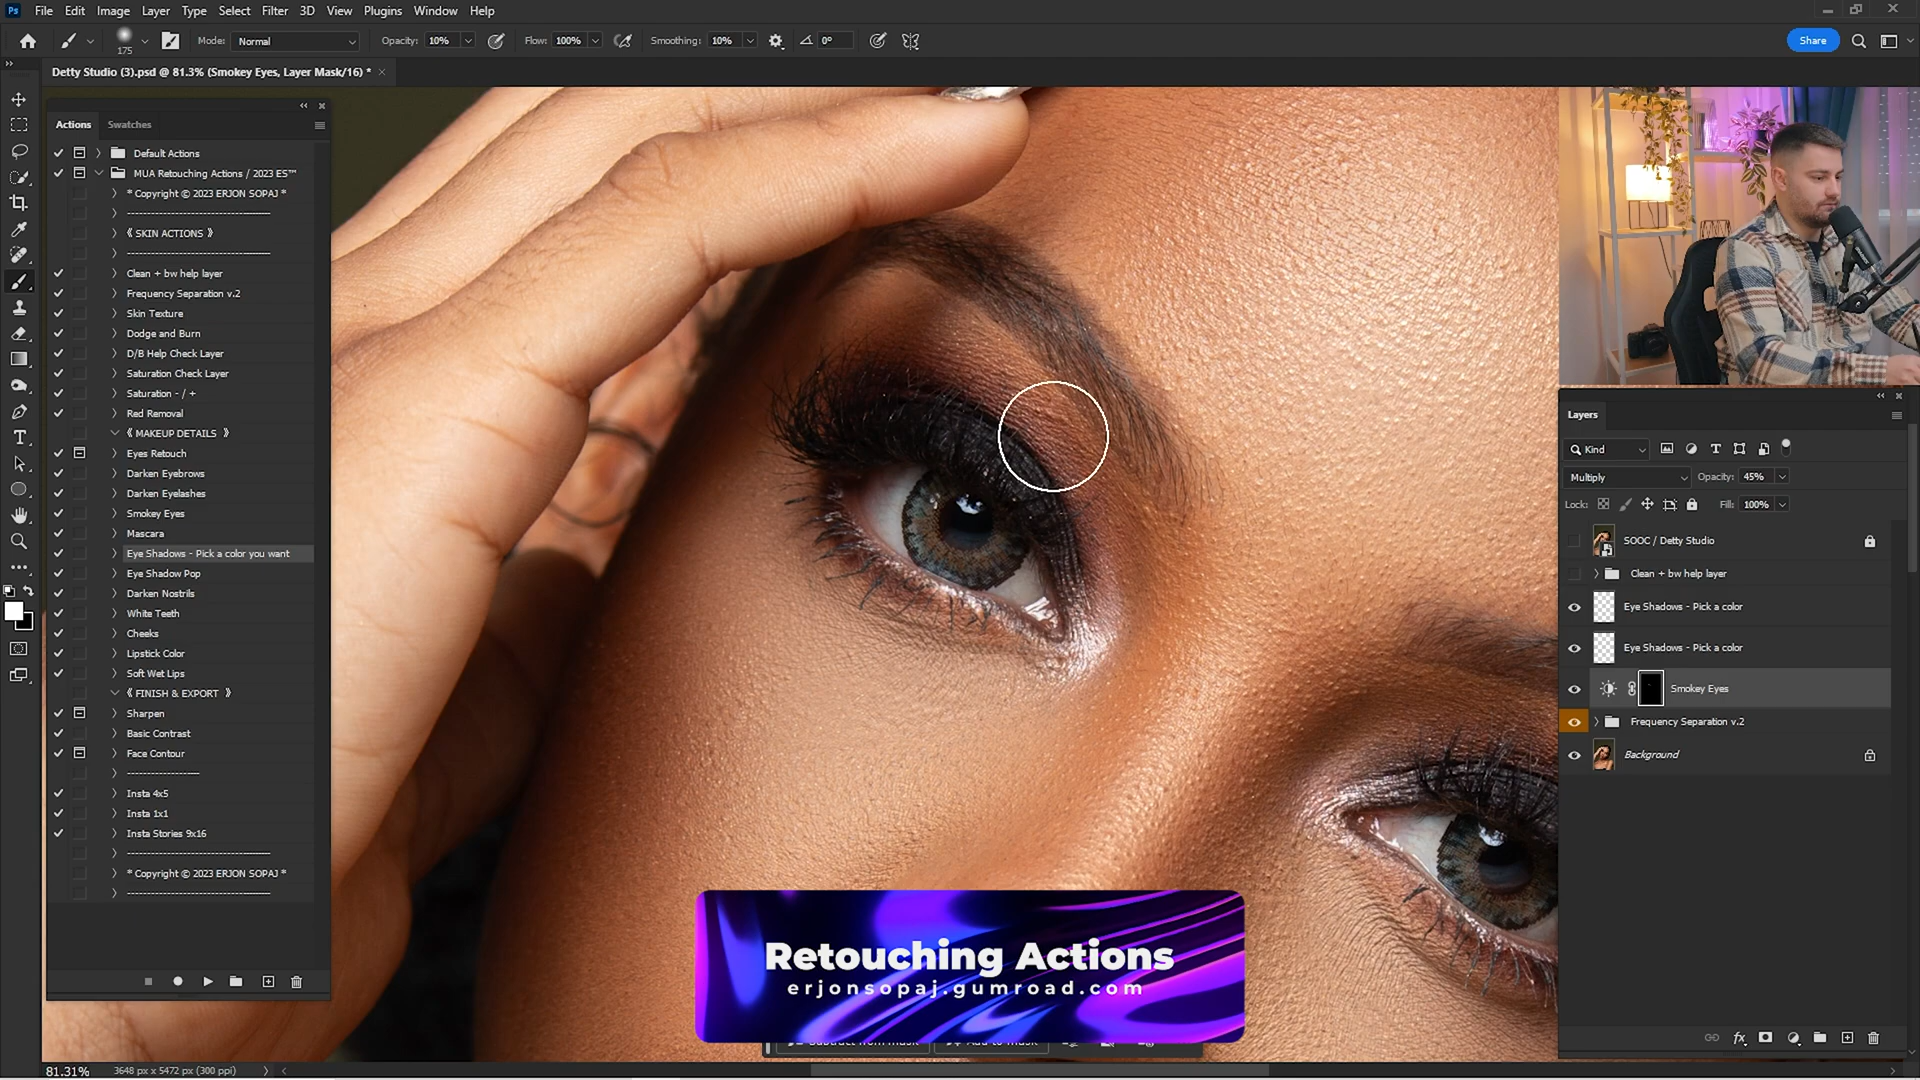 Ps File Edit Image Layer Type Select Filter 3D View Plugins Window Help
175 Mode: Normal Opacity: 10% Flow: 100% Smoothing: 10% 0° Share
Detty Studio (3).psd @ 81.3% (Smokey Eyes, Layer Mask/16) *
Actions Swatches
Default Actions
MUA Retouching Actions / 2023 ES™
* Copyright © 2023 ERJON SOPAJ *
------------------------------------
《 SKIN ACTIONS 》
------------------------------------
Clean + bw help layer
Frequency Separation v.2
Skin Texture
Dodge and Burn
D/B Help Check Layer
Saturation Check Layer
Saturation - / +
Red Removal
《 MAKEUP DETAILS 》
Eyes Retouch
Darken Eyebrows
Darken Eyelashes
Smokey Eyes
Mascara
Eye Shadows - Pick a color you want
Eye Shadow Pop
Darken Nostrils
White Teeth
Cheeks
Lipstick Color
Soft Wet Lips
《 FINISH & EXPORT 》
Sharpen
Basic Contrast
Face Contour
------------------
Insta 4x5
Insta 1x1
Insta Stories 9x16
------------------------------------
* Copyright © 2023 ERJON SOPAJ *
------------------------------------
Layers
Kind
Multiply Opacity: 45%
Lock: Fill: 100%
SOOC / Detty Studio
Clean + bw help layer
Eye Shadows - Pick a color
Eye Shadows - Pick a color
Smokey Eyes
Frequency Separation v.2
Background
Retouching Actions
erjonsopaj.gumroad.com
81.31% 3648 px x 5472 px (300 ppi)